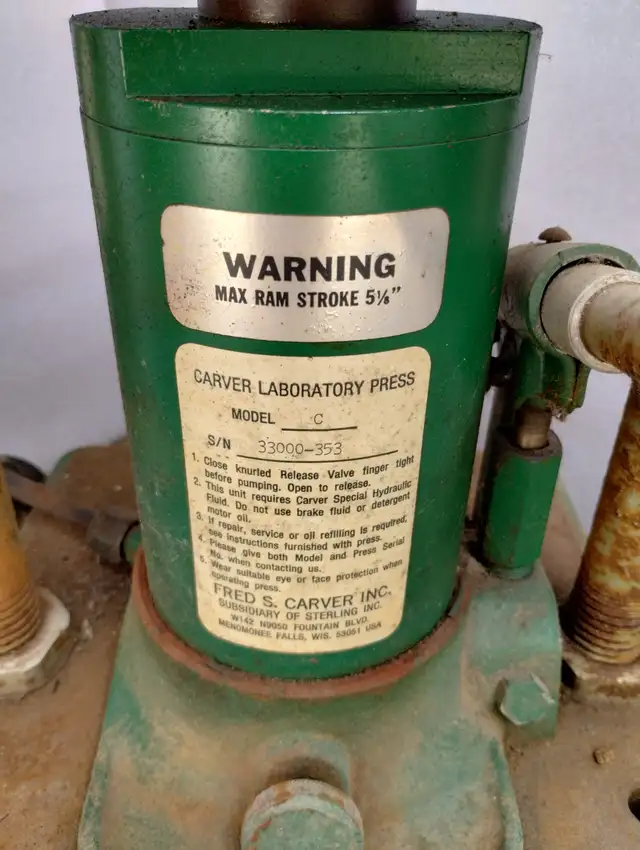 WARNING
MAX RAM STROKE 5⅛"
CARVER LABORATORY PRESS
MODEL C
S/N 33000-353
1. Close knurled Release Valve finger tight
before pumping. Open to release.
2. This unit requires Carver Special Hydraulic
Fluid. Do not use brake fluid or detergent
motor oil.
3. If repair, service or oil refilling is required,
see instructions furnished with press.
4. Please give both Model and Press Serial
No. when contacting us.
5. Wear suitable eye or face protection when
operating press.
FRED S. CARVER INC.
SUBSIDIARY OF STERLING INC.
W142 N9050 FOUNTAIN BLVD.
MENOMONEE FALLS, WIS. 53051 USA